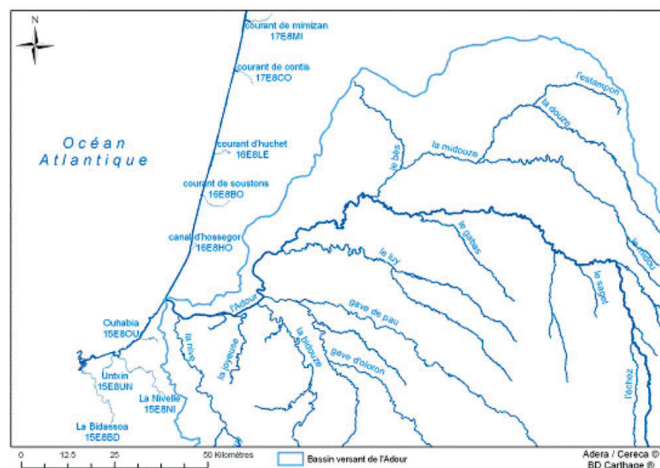 N
courant de mimizan
17E8MI
courant de contis
17E8CO
l'estampon
la douze
Océan
Atlantique
courant d'huchet
16E8LE
le bès
la midouze
courant de soustons
16E8BO
canal d'hossegor
16E8HO
le gabas
le midou
le luy
le saget
l'Adour
gave de pau
Ouhabia
15E8OU
la nive
la joyeuse
la bidouze
gave d'oloron
Untxin
15E8UN
La Nivelle
15E8NI
l'échez
La Bidassoa
15E8BD
0 12.5 25 50 Kilomètres
Bassin versant de l'Adour
Adera / Cereca ©
BD Carthage ®